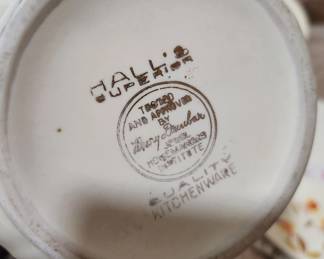 HALL'S
SUPERIOR
TESTED
AND APPROVED
BY
Mary Dunbar
JEWEL
HOMEMAKERS
INSTITUTE
QUALITY
KITCHENWARE